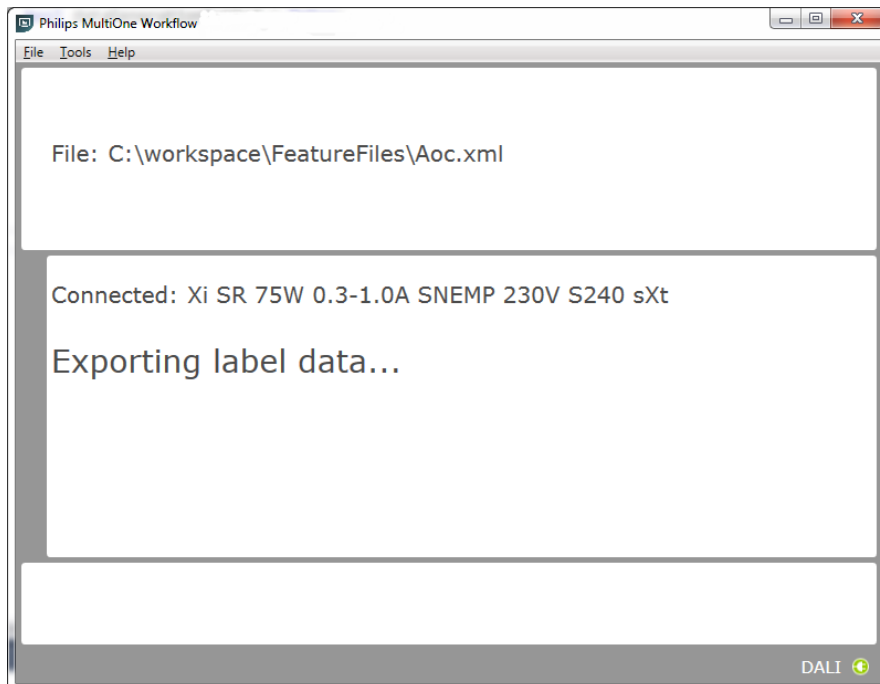 Philips MultiOne Workflow
File Tools Help
File: C:\workspace\FeatureFiles\Aoc.xml
Connected: Xi SR 75W 0.3-1.0A SNEMP 230V S240 sXt
Exporting label data...
DALI